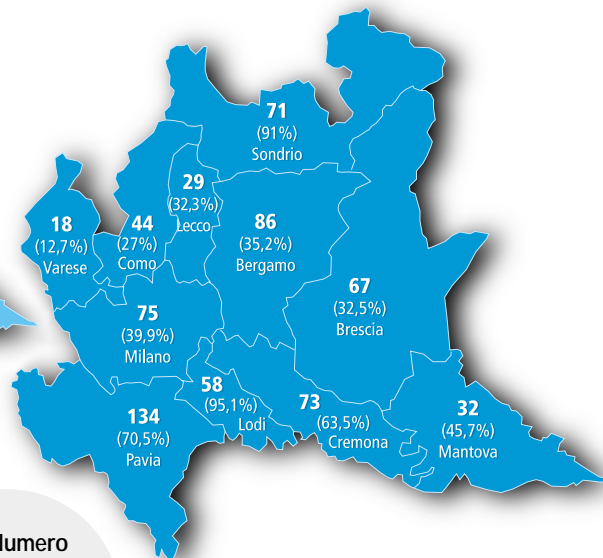 71
(91%)
Sondrio
29
(32,3%)
Lecco
18
(12,7%)
Varese
44
(27%)
Como
86
(35,2%)
Bergamo
67
(32,5%)
Brescia
75
(39,9%)
Milano
58
(95,1%)
Lodi
73
(63,5%)
Cremona
32
(45,7%)
Mantova
134
(70,5%)
Pavia
Numero